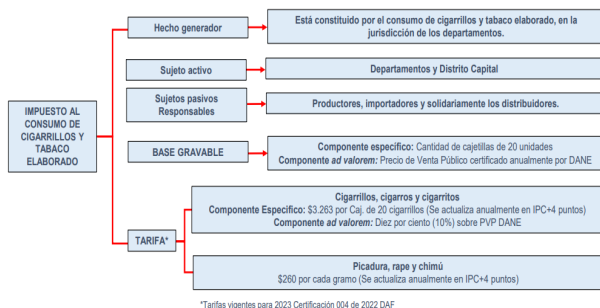 IMPUESTO AL
CONSUMO DE
CIGARRILLOS Y
TABACO
ELABORADO
Hecho generador
Está constituido por el consumo de cigarrillos y tabaco elaborado, en la
jurisdicción de los departamentos.
Sujeto activo
Departamentos y Distrito Capital
Sujetos pasivos
Responsables
Productores, importadores y solidariamente los distribuidores.
BASE GRAVABLE
Componente especifico: Cantidad de cajetillas de 20 unidades
Componente ad valorem: Precio de Venta Público certificado anualmente por DANE
TARIFA*
Cigarrillos, cigarros y cigarritos
Componente Especifico: $3.263 por Caj. de 20 cigarrillos (Se actualiza anualmente en IPC+4 puntos)
Componente ad valorem: Diez por ciento (10%) sobre PVP DANE
Picadura, rape y chimú
$260 por cada gramo (Se actualiza anualmente en IPC+4 puntos)
*Tarifas vigentes para 2023 Certificación 004 de 2022 DAF